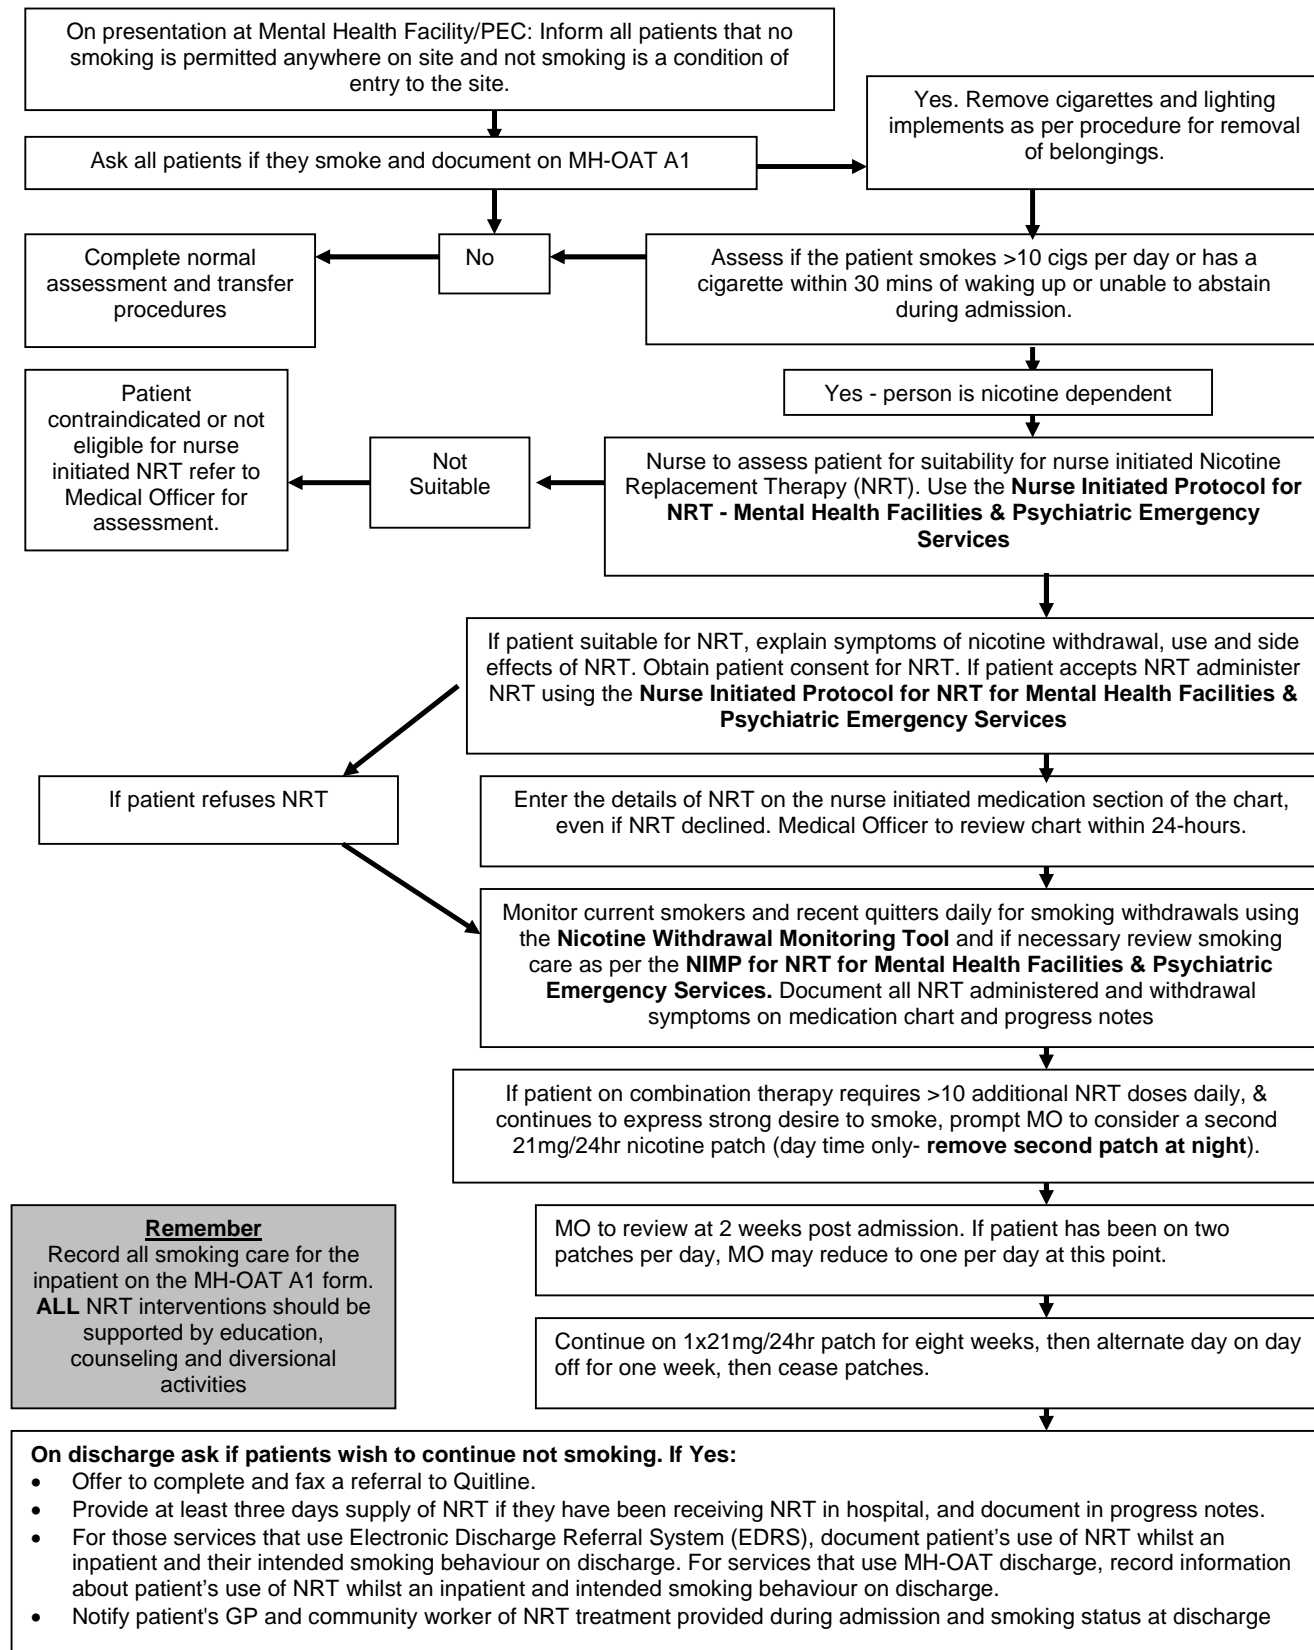 On presentation at Mental Health Facility/PEC: Inform all patients that no
smoking is permitted anywhere on site and not smoking is a condition of
entry to the site.
Yes. Remove cigarettes and lighting
implements as per procedure for removal
of belongings.
Ask all patients if they smoke and document on MH-OAT A1
Complete normal
assessment and transfer
procedures
No
Assess if the patient smokes >10 cigs per day or has a
cigarette within 30 mins of waking up or unable to abstain
during admission.
Yes - person is nicotine dependent
Patient
contraindicated or not
eligible for nurse
initiated NRT refer to
Medical Officer for
assessment.
Not
Suitable
Nurse to assess patient for suitability for nurse initiated Nicotine
Replacement Therapy (NRT). Use the Nurse Initiated Protocol for
NRT - Mental Health Facilities & Psychiatric Emergency
Services
If patient suitable for NRT, explain symptoms of nicotine withdrawal, use and side
effects of NRT. Obtain patient consent for NRT. If patient accepts NRT administer
NRT using the Nurse Initiated Protocol for NRT for Mental Health Facilities &
Psychiatric Emergency Services
If patient refuses NRT
Enter the details of NRT on the nurse initiated medication section of the chart,
even if NRT declined. Medical Officer to review chart within 24-hours.
Monitor current smokers and recent quitters daily for smoking withdrawals using
the Nicotine Withdrawal Monitoring Tool and if necessary review smoking
care as per the NIMP for NRT for Mental Health Facilities & Psychiatric
Emergency Services. Document all NRT administered and withdrawal
symptoms on medication chart and progress notes
If patient on combination therapy requires >10 additional NRT doses daily, &
continues to express strong desire to smoke, prompt MO to consider a second
21mg/24hr nicotine patch (day time only- remove second patch at night).
Remember
Record all smoking care for the
inpatient on the MH-OAT A1 form.
ALL NRT interventions should be
supported by education,
counseling and diversional
activities
MO to review at 2 weeks post admission. If patient has been on two
patches per day, MO may reduce to one per day at this point.
Continue on 1x21mg/24hr patch for eight weeks, then alternate day on day
off for one week, then cease patches.
On discharge ask if patients wish to continue not smoking. If Yes:
• Offer to complete and fax a referral to Quitline.
• Provide at least three days supply of NRT if they have been receiving NRT in hospital, and document in progress notes.
• For those services that use Electronic Discharge Referral System (EDRS), document patient's use of NRT whilst an
inpatient and their intended smoking behaviour on discharge. For services that use MH-OAT discharge, record information
about patient's use of NRT whilst an inpatient and intended smoking behaviour on discharge.
• Notify patient's GP and community worker of NRT treatment provided during admission and smoking status at discharge